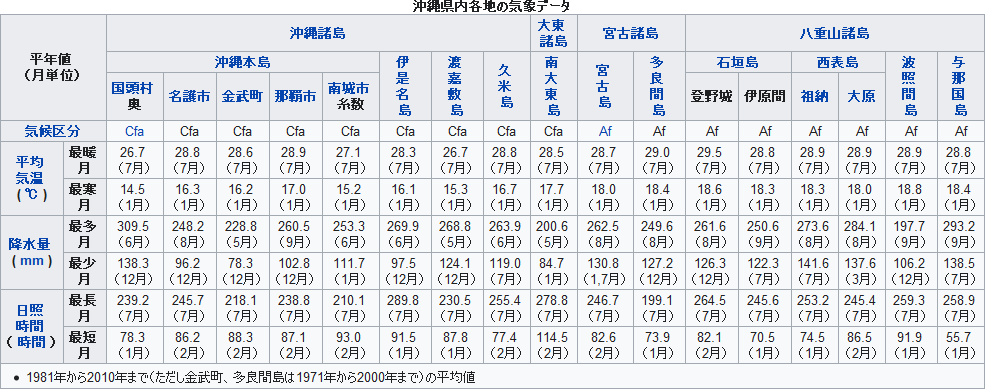 沖縄県内各地の気象データ
平年値
（月単位）
沖縄諸島
大東
諸島
宮古諸島
八重山諸島
沖縄本島
伊是名島
渡嘉敷島
久米島
南大東島
宮古島
多良間島
石垣島
西表島
波照間島
与那国島
国頭村
奥
名護市
金武町
那覇市
南城市
糸数
登野城
伊原間
祖納
大原
気候区分 Cfa Cfa Cfa Cfa Cfa Cfa Cfa Cfa Cfa Af Af Af Af Af Af Af Af
平均
気温
(℃)
最暖
月
26.7 28.8 28.6 28.9 27.1 28.3 26.7 28.8 28.5 28.7 29.0 29.5 28.8 28.9 28.9 28.9 28.8
（7月） （7月） （7月） （7月） （7月） （7月） （7月） （7月） （7月） （7月） （7月） （7月） （7月） （7月） （7月） （7月） （7月）
最寒
月
14.5 16.3 16.2 17.0 15.2 16.1 15.3 16.7 17.7 18.0 18.4 18.6 18.3 18.3 18.0 18.8 18.4
（1月） （1月） （1月） （1月） （1月） （1月） （1月） （1月） （1月） （1月） （1月） （1月） （1月） （1月） （1月） （1月） （1月）
降水量
(mm)
最多
月
309.5 248.2 228.8 260.5 253.3 269.9 268.8 263.9 200.6 262.5 249.6 261.6 250.6 273.6 284.1 197.7 293.2
（6月） （8月） （5月） （9月） （6月） （6月） （5月） （6月） （5月） （8月） （8月） （8月） （9月） （8月） （8月） （9月） （9月）
最少
月
138.3 96.2 78.3 102.8 111.7 97.5 124.1 119.0 84.7 130.8 127.2 126.3 122.3 141.6 137.6 106.2 138.5
（12月） （12月） （12月） （12月） （1月） （12月） （12月） （7月） （1月） （1,7月） （12月） （12月） （7月） （7月） （3月） （12月） （7月）
日照
時間
（時間）
最長
月
239.2 245.7 218.1 238.8 210.1 289.8 230.5 255.4 278.8 246.7 199.1 264.5 245.6 253.2 245.4 259.3 258.9
（7月） （7月） （7月） （7月） （7月） （7月） （7月） （7月） （7月） （7月） （7月） （7月） （7月） （7月） （7月） （7月） （7月）
最短
月
78.3 86.2 88.3 87.1 93.0 91.5 87.8 77.4 114.5 82.6 73.9 82.1 70.5 74.5 86.5 91.9 55.7
（1月） （2月） （2月） （2月） （2月） （1月） （2月） （2月） （2月） （2月） （1月） （2月） （1月） （1月） （2月） （1月） （1月）
• 1981年から2010年まで（ただし金武町、多良間島は1971年から2000年まで）の平均値